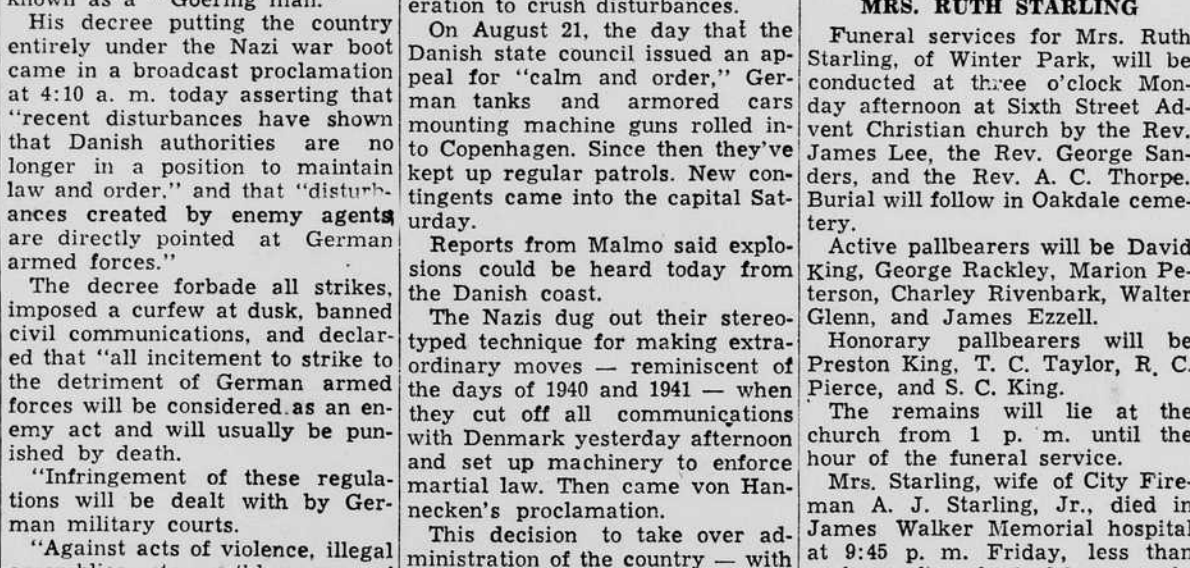 known as a "Goering man."
His decree putting the country
entirely under the Nazi war boot
came in a broadcast proclamation
at 4:10 a. m. today asserting that
"recent disturbances have shown
that Danish authorities are no
longer in a position to maintain
law and order," and that "disturb-
ances created by enemy agents
are directly pointed at German
armed forces."
The decree forbade all strikes,
imposed a curfew at dusk, banned
civil communications, and declar-
ed that "all incitement to strike to
the detriment of German armed
forces will be considered as an en-
emy act and will usually be pun-
ished by death.
"Infringement of these regula-
tions will be dealt with by Ger-
man military courts.
"Against acts of violence, illegal
eration to crush disturbances.
On August 21, the day that the
Danish state council issued an ap-
peal for "calm and order," Ger-
man tanks and armored cars
mounting machine guns rolled in-
to Copenhagen. Since then they've
kept up regular patrols. New con-
tingents came into the capital Sat-
urday.
Reports from Malmo said explo-
sions could be heard today from
the Danish coast.
The Nazis dug out their stereo-
typed technique for making extra-
ordinary moves — reminiscent of
the days of 1940 and 1941 — when
they cut off all communications
with Denmark yesterday afternoon
and set up machinery to enforce
martial law. Then came von Han-
necken's proclamation.
This decision to take over ad-
ministration of the country — with
MRS. RUTH STARLING
Funeral services for Mrs. Ruth
Starling, of Winter Park, will be
conducted at three o'clock Mon-
day afternoon at Sixth Street Ad-
vent Christian church by the Rev.
James Lee, the Rev. George San-
ders, and the Rev. A. C. Thorpe.
Burial will follow in Oakdale ceme-
tery.
Active pallbearers will be David
King, George Rackley, Marion Pe-
terson, Charley Rivenbark, Walter
Glenn, and James Ezzell.
Honorary pallbearers will be
Preston King, T. C. Taylor, R. C.
Pierce, and S. C. King.
The remains will lie at the
church from 1 p. m. until the
hour of the funeral service.
Mrs. Starling, wife of City Fire-
man A. J. Starling, Jr., died in
James Walker Memorial hospital
at 9:45 p. m. Friday, less than